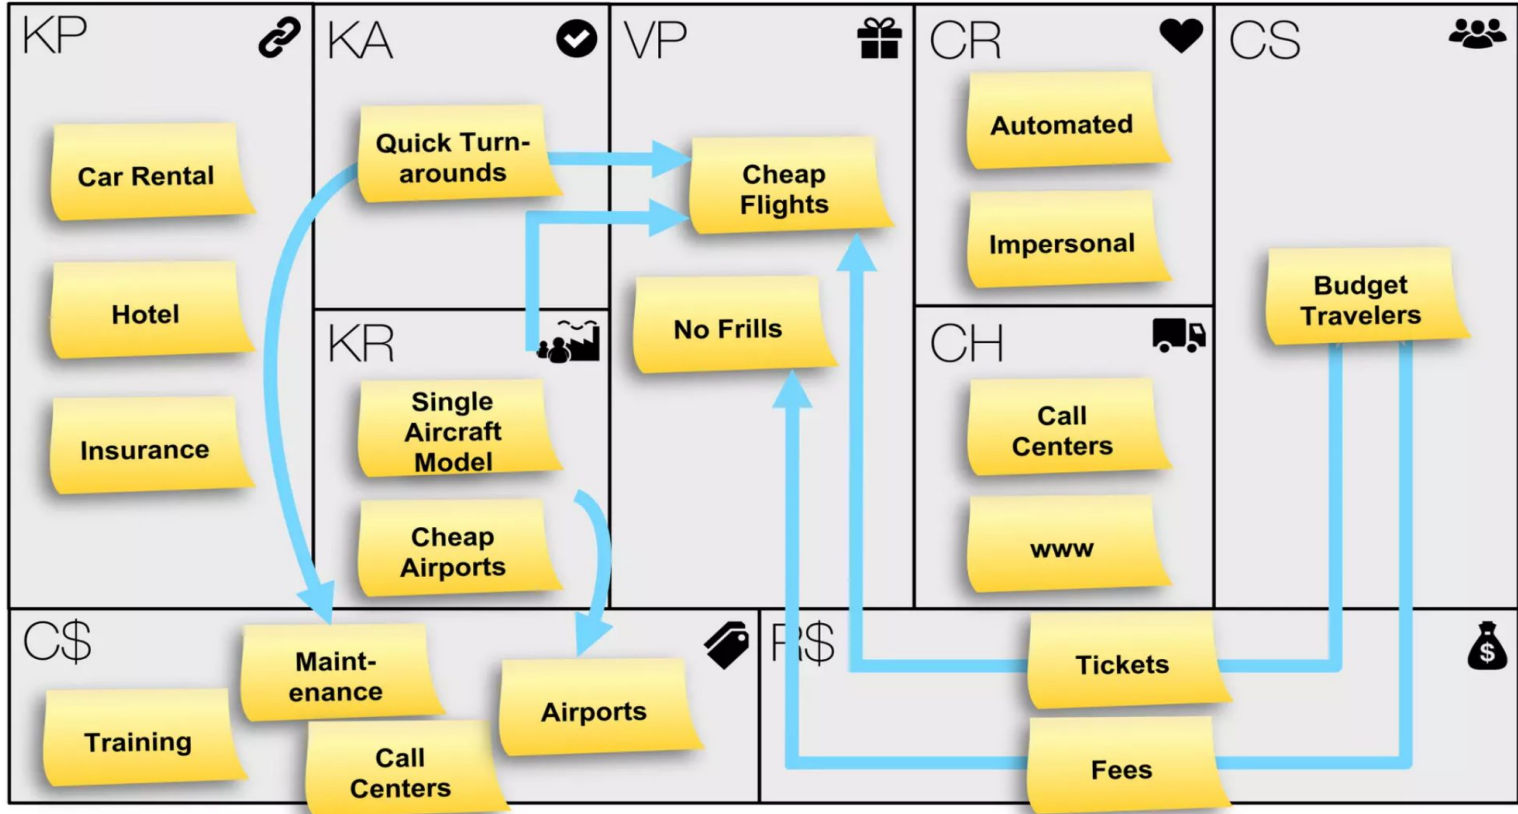 KP
Car Rental
Hotel
Insurance
KA
Quick Turn-
arounds
KR
Single
Aircraft
Model
Cheap
Airports
VP
Cheap
Flights
No Frills
CR
Automated
Impersonal
CH
Call
Centers
www
CS
Budget
Travelers
C$
Training
Maint-
enance
Call
Centers
Airports
R$
Tickets
Fees
$